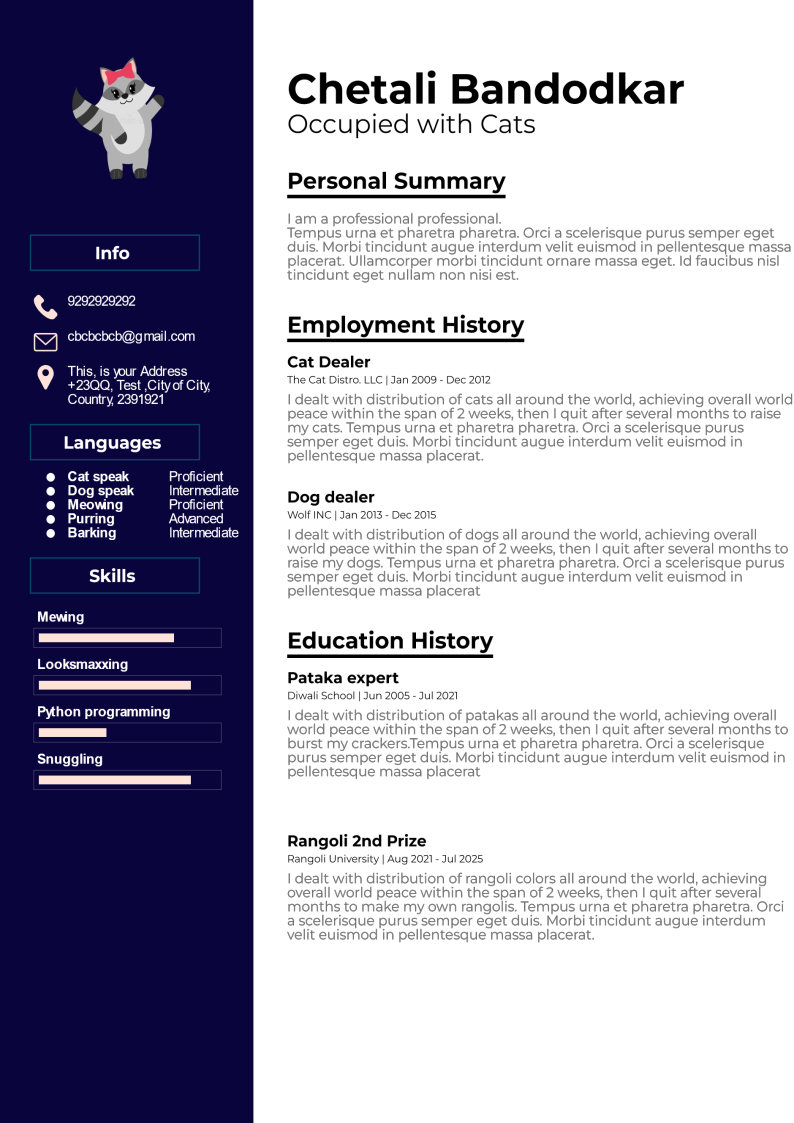 Chetali Bandodkar
Occupied with Cats
Info
9292929292
cbcbcbcb@gmail.com
This, is your Address
+23QQ, Test ,City of City,
Country, 2391921
Languages
Cat speak Proficient
Dog speak Intermediate
Meowing Proficient
Purring Advanced
Barking Intermediate
Skills
Mewing
Looksmaxxing
Python programming
Snuggling
Personal Summary
I am a professional professional.
Tempus urna et pharetra pharetra. Orci a scelerisque purus semper eget
duis. Morbi tincidunt augue interdum velit euismod in pellentesque massa
placerat. Ullamcorper morbi tincidunt ornare massa eget. Id faucibus nisl
tincidunt eget nullam non nisi est.
Employment History
Cat Dealer
The Cat Distro. LLC | Jan 2009 - Dec 2012
I dealt with distribution of cats all around the world, achieving overall world
peace within the span of 2 weeks, then I quit after several months to raise
my cats. Tempus urna et pharetra pharetra. Orci a scelerisque purus
semper eget duis. Morbi tincidunt augue interdum velit euismod in
pellentesque massa placerat.
Dog dealer
Wolf INC | Jan 2013 - Dec 2015
I dealt with distribution of dogs all around the world, achieving overall
world peace within the span of 2 weeks, then I quit after several months to
raise my dogs. Tempus urna et pharetra pharetra. Orci a scelerisque purus
semper eget duis. Morbi tincidunt augue interdum velit euismod in
pellentesque massa placerat
Education History
Pataka expert
Diwali School | Jun 2005 - Jul 2021
I dealt with distribution of patakas all around the world, achieving overall
world peace within the span of 2 weeks, then I quit after several months to
burst my crackers.Tempus urna et pharetra pharetra. Orci a scelerisque
purus semper eget duis. Morbi tincidunt augue interdum velit euismod in
pellentesque massa placerat
Rangoli 2nd Prize
Rangoli University | Aug 2021 - Jul 2025
I dealt with distribution of rangoli colors all around the world, achieving
overall world peace within the span of 2 weeks, then I quit after several
months to make my own rangolis. Tempus urna et pharetra pharetra. Orci
a scelerisque purus semper eget duis. Morbi tincidunt augue interdum
velit euismod in pellentesque massa placerat.